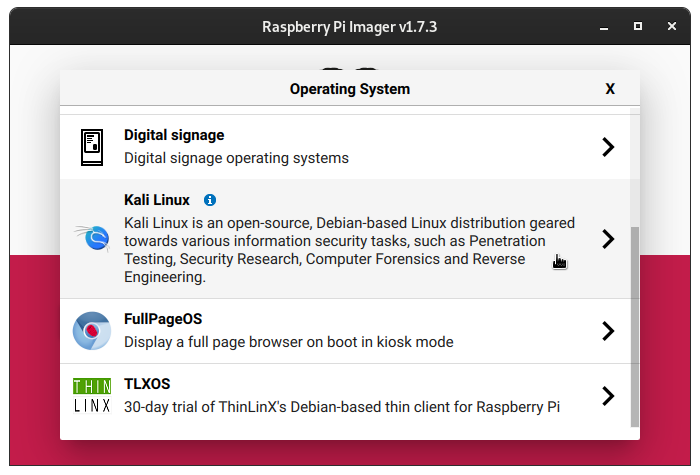 Raspberry Pi Imager v1.7.3
Operating System
X
Digital signage
Digital signage operating systems
Kali Linux
Kali Linux is an open-source, Debian-based Linux distribution geared
towards various information security tasks, such as Penetration
Testing, Security Research, Computer Forensics and Reverse
Engineering.
FullPageOS
Display a full page browser on boot in kiosk mode
THIN
LINX
TLXOS
30-day trial of ThinLinX's Debian-based thin client for Raspberry Pi